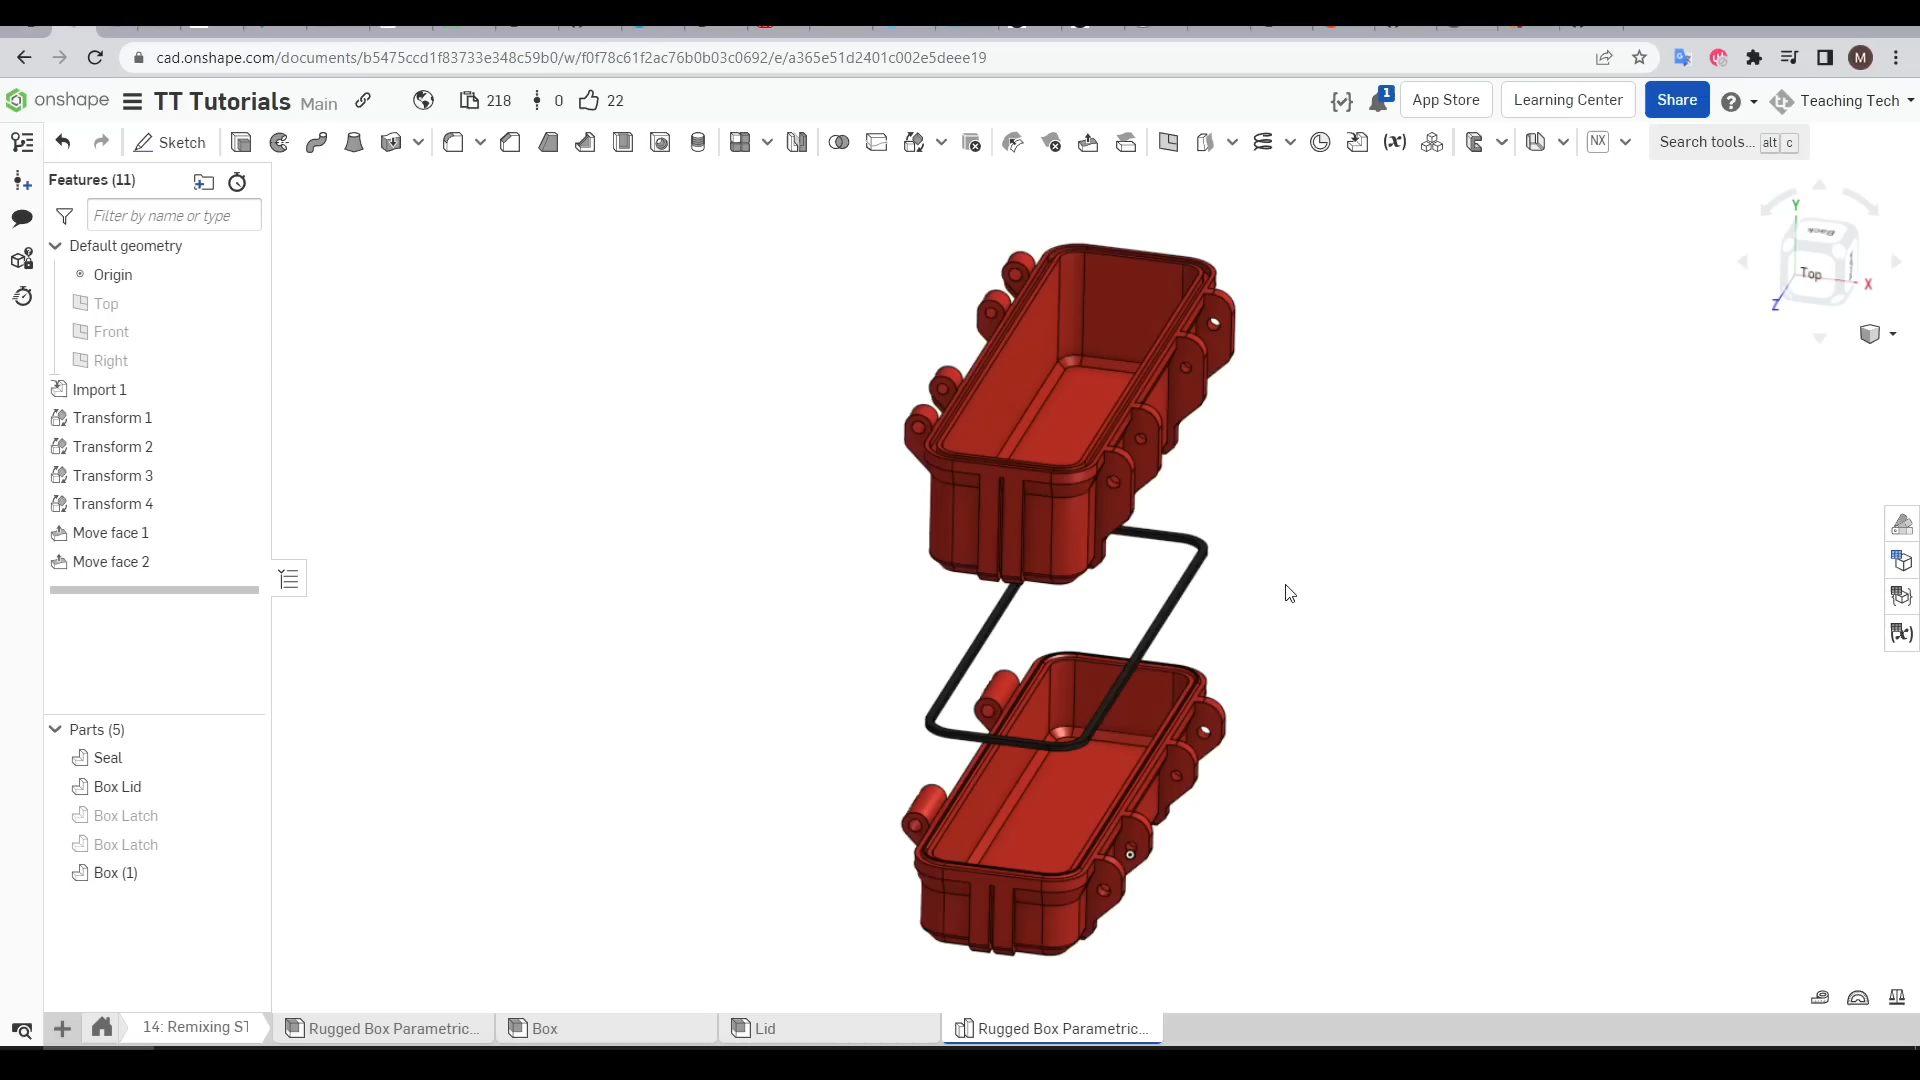 cad.onshape.com/documents/b5475ccd1f83733e348c59b0/w/f0f78c61f2ac76b0b03c0692/e/a365e51d2401c002e5deee19
M
onshape TT Tutorials Main 218 0 22 1 App Store Learning Center Share Teaching Tech
Sketch (x) NX Search tools... alt c
Features (11)
Filter by name or type
Default geometry
Origin
Top
Front
Right
Import 1
Transform 1
Transform 2
Transform 3
Transform 4
Move face 1
Move face 2
Parts (5)
Seal
Box Lid
Box Latch
Box Latch
Box (1)
Y
Back
Top
X
Z
(x)
14: Remixing ST Rugged Box Parametric... Box Lid Rugged Box Parametric...